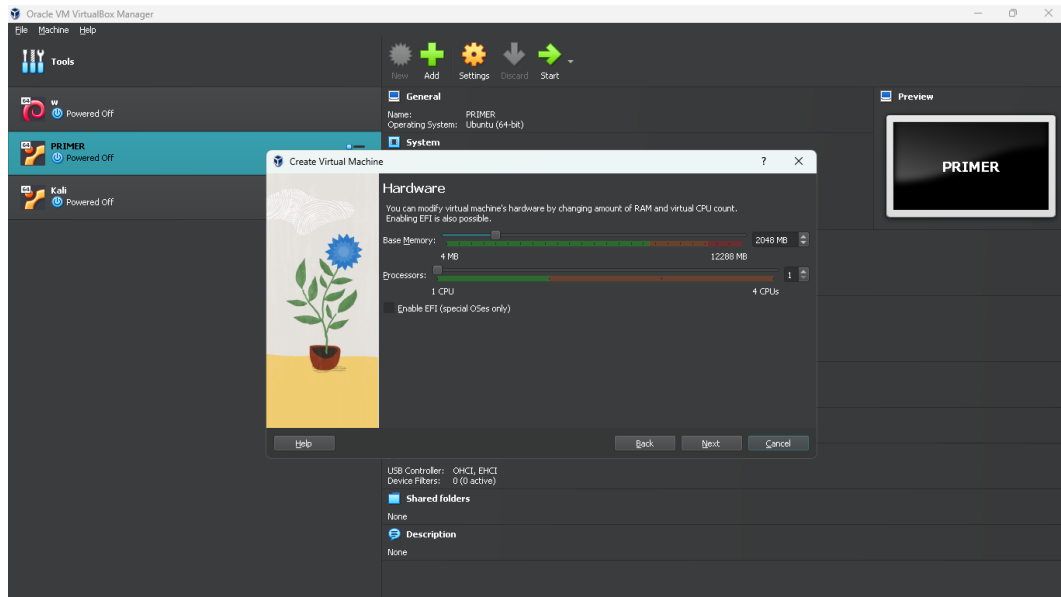 Oracle VM VirtualBox Manager
File Machine Help
Tools
New Add Settings Discard Start
64
w
Powered Off
64
PRIMER
Powered Off
64
Kali
Powered Off
General
Name: PRIMER
Operating System: Ubuntu (64-bit)
System
Preview
PRIMER
Create Virtual Machine
?
Hardware
You can modify virtual machine's hardware by changing amount of RAM and virtual CPU count.
Enabling EFI is also possible.
Base Memory: 2048 MB
4 MB 12288 MB
Processors: 1
1 CPU 4 CPUs
Enable EFI (special OSes only)
Help Back Next Cancel
USB Controller: OHCI, EHCI
Device Filters: 0 (0 active)
Shared folders
None
Description
None